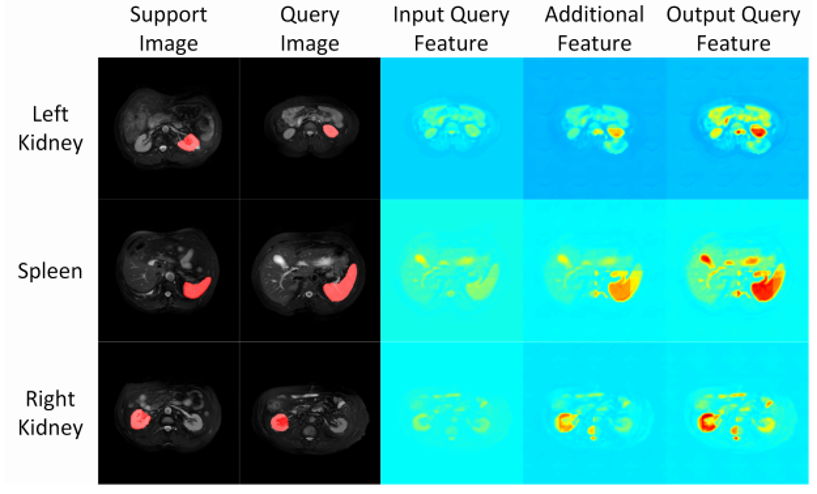 Support
Image
Query
Image
Input Query
Feature
Additional
Feature
Output Query
Feature
Left
Kidney
Spleen
Right
Kidney